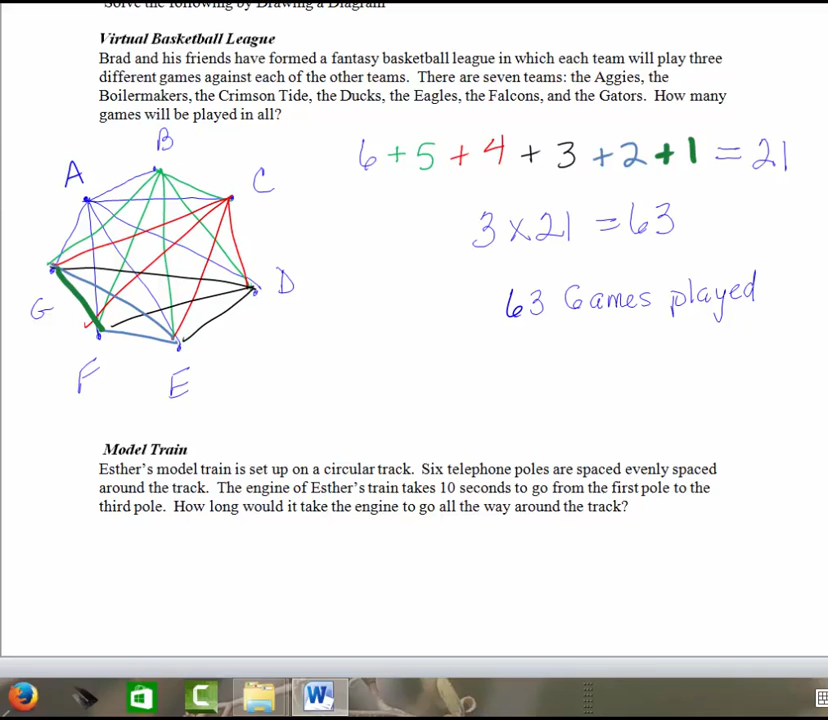 Solve the following by Drawing a Diagram
Virtual Basketball League
Brad and his friends have formed a fantasy basketball league in which each team will play three
different games against each of the other teams. There are seven teams: the Aggies, the
Boilermakers, the Crimson Tide, the Ducks, the Eagles, the Falcons, and the Gators. How many
games will be played in all?
B
A
C
6 + 5 + 4 + 3 + 2 + 1 = 21
3 x 21 = 63
D
G
63 Games played
F
E
Model Train
Esther's model train is set up on a circular track. Six telephone poles are spaced evenly spaced
around the track. The engine of Esther's train takes 10 seconds to go from the first pole to the
third pole. How long would it take the engine to go all the way around the track?
W